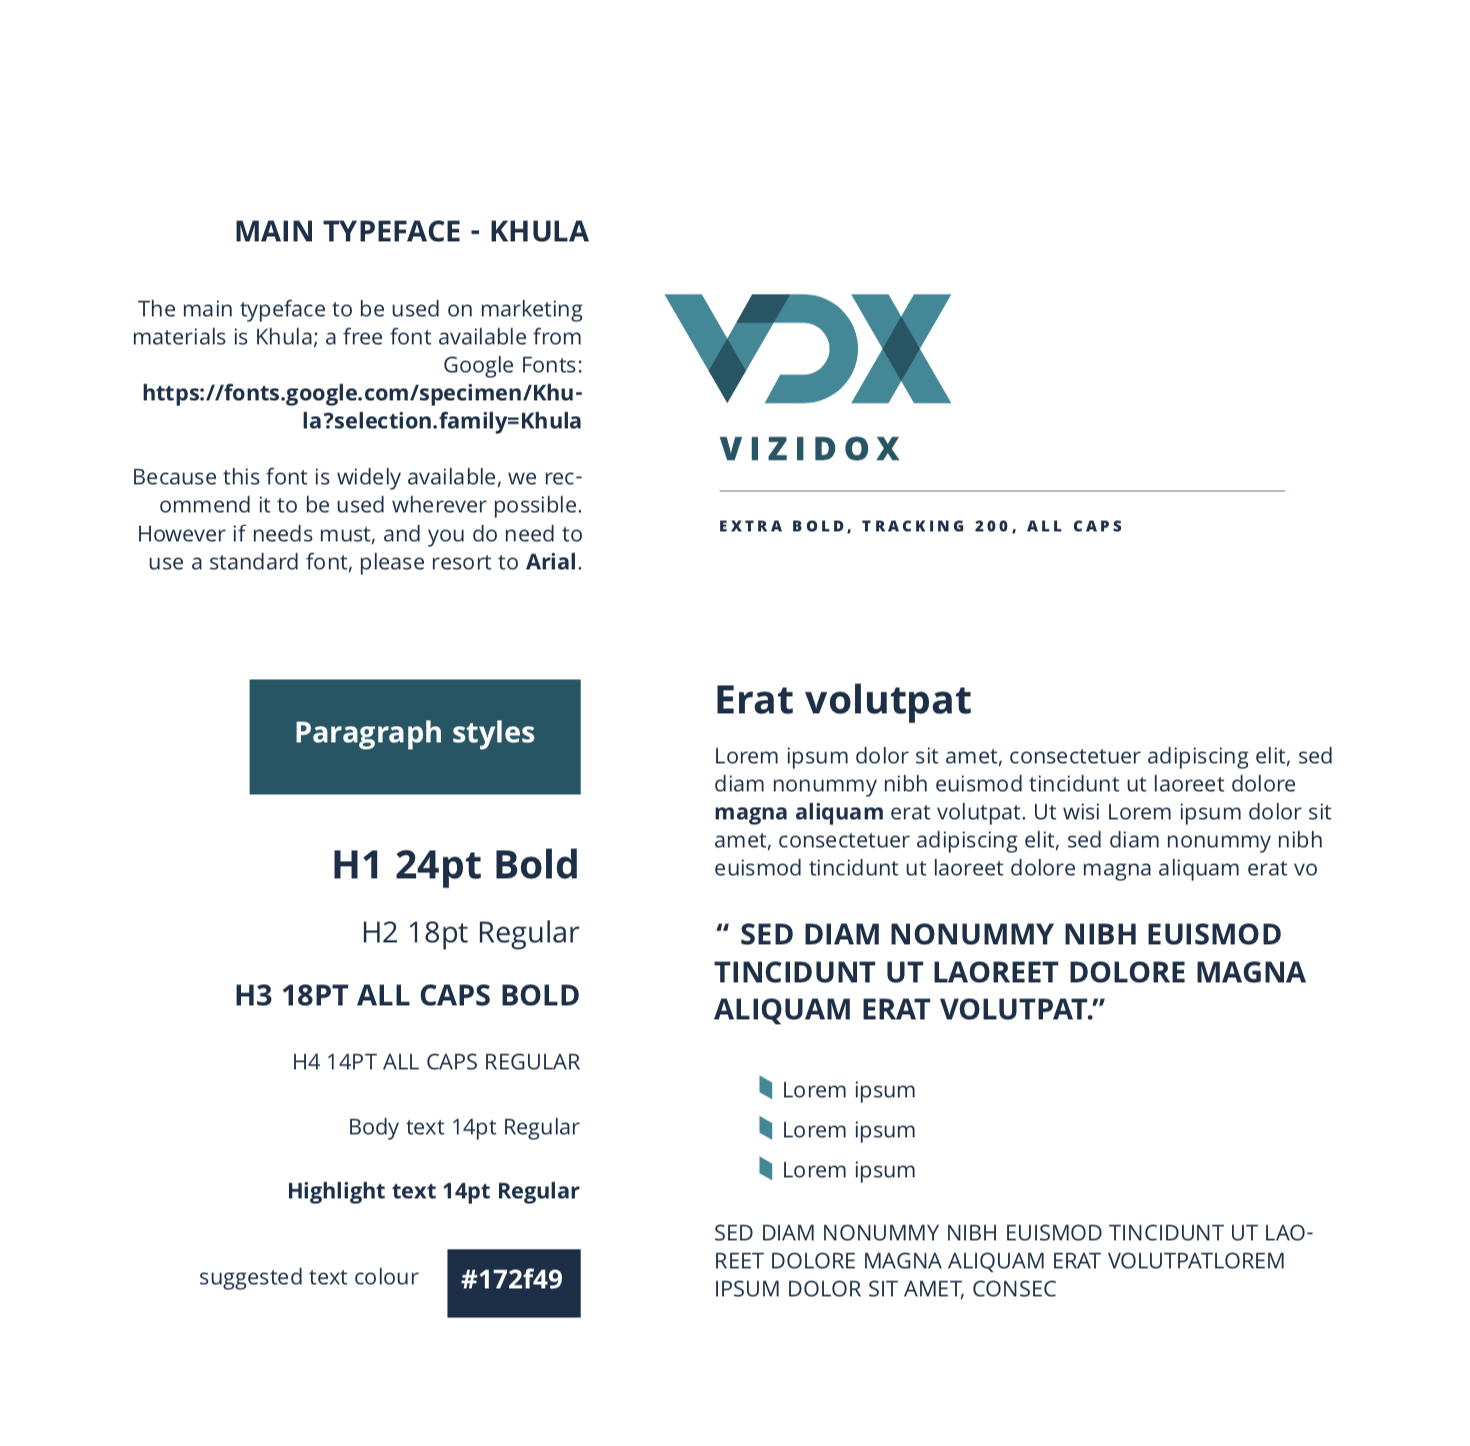 MAIN TYPEFACE - KHULA
The main typeface to be used on marketing
materials is Khula; a free font available from
Google Fonts:
https://fonts.google.com/specimen/Khu-
la?selection.family=Khula
Because this font is widely available, we rec-
ommend it to be used wherever possible.
However if needs must, and you do need to
use a standard font, please resort to Arial.
VDX
VIZIDOX
EXTRA BOLD, TRACKING 200, ALL CAPS
Paragraph styles
H1 24pt Bold
H2 18pt Regular
H3 18PT ALL CAPS BOLD
H4 14PT ALL CAPS REGULAR
Body text 14pt Regular
Highlight text 14pt Regular
suggested text colour
#172f49
Erat volutpat
Lorem ipsum dolor sit amet, consectetuer adipiscing elit, sed
diam nonummy nibh euismod tincidunt ut laoreet dolore
magna aliquam erat volutpat. Ut wisi Lorem ipsum dolor sit
amet, consectetuer adipiscing elit, sed diam nonummy nibh
euismod tincidunt ut laoreet dolore magna aliquam erat vo
“ SED DIAM NONUMMY NIBH EUISMOD
TINCIDUNT UT LAOREET DOLORE MAGNA
ALIQUAM ERAT VOLUTPAT.”
Lorem ipsum
Lorem ipsum
Lorem ipsum
SED DIAM NONUMMY NIBH EUISMOD TINCIDUNT UT LAO-
REET DOLORE MAGNA ALIQUAM ERAT VOLUTPATLOREM
IPSUM DOLOR SIT AMET, CONSEC